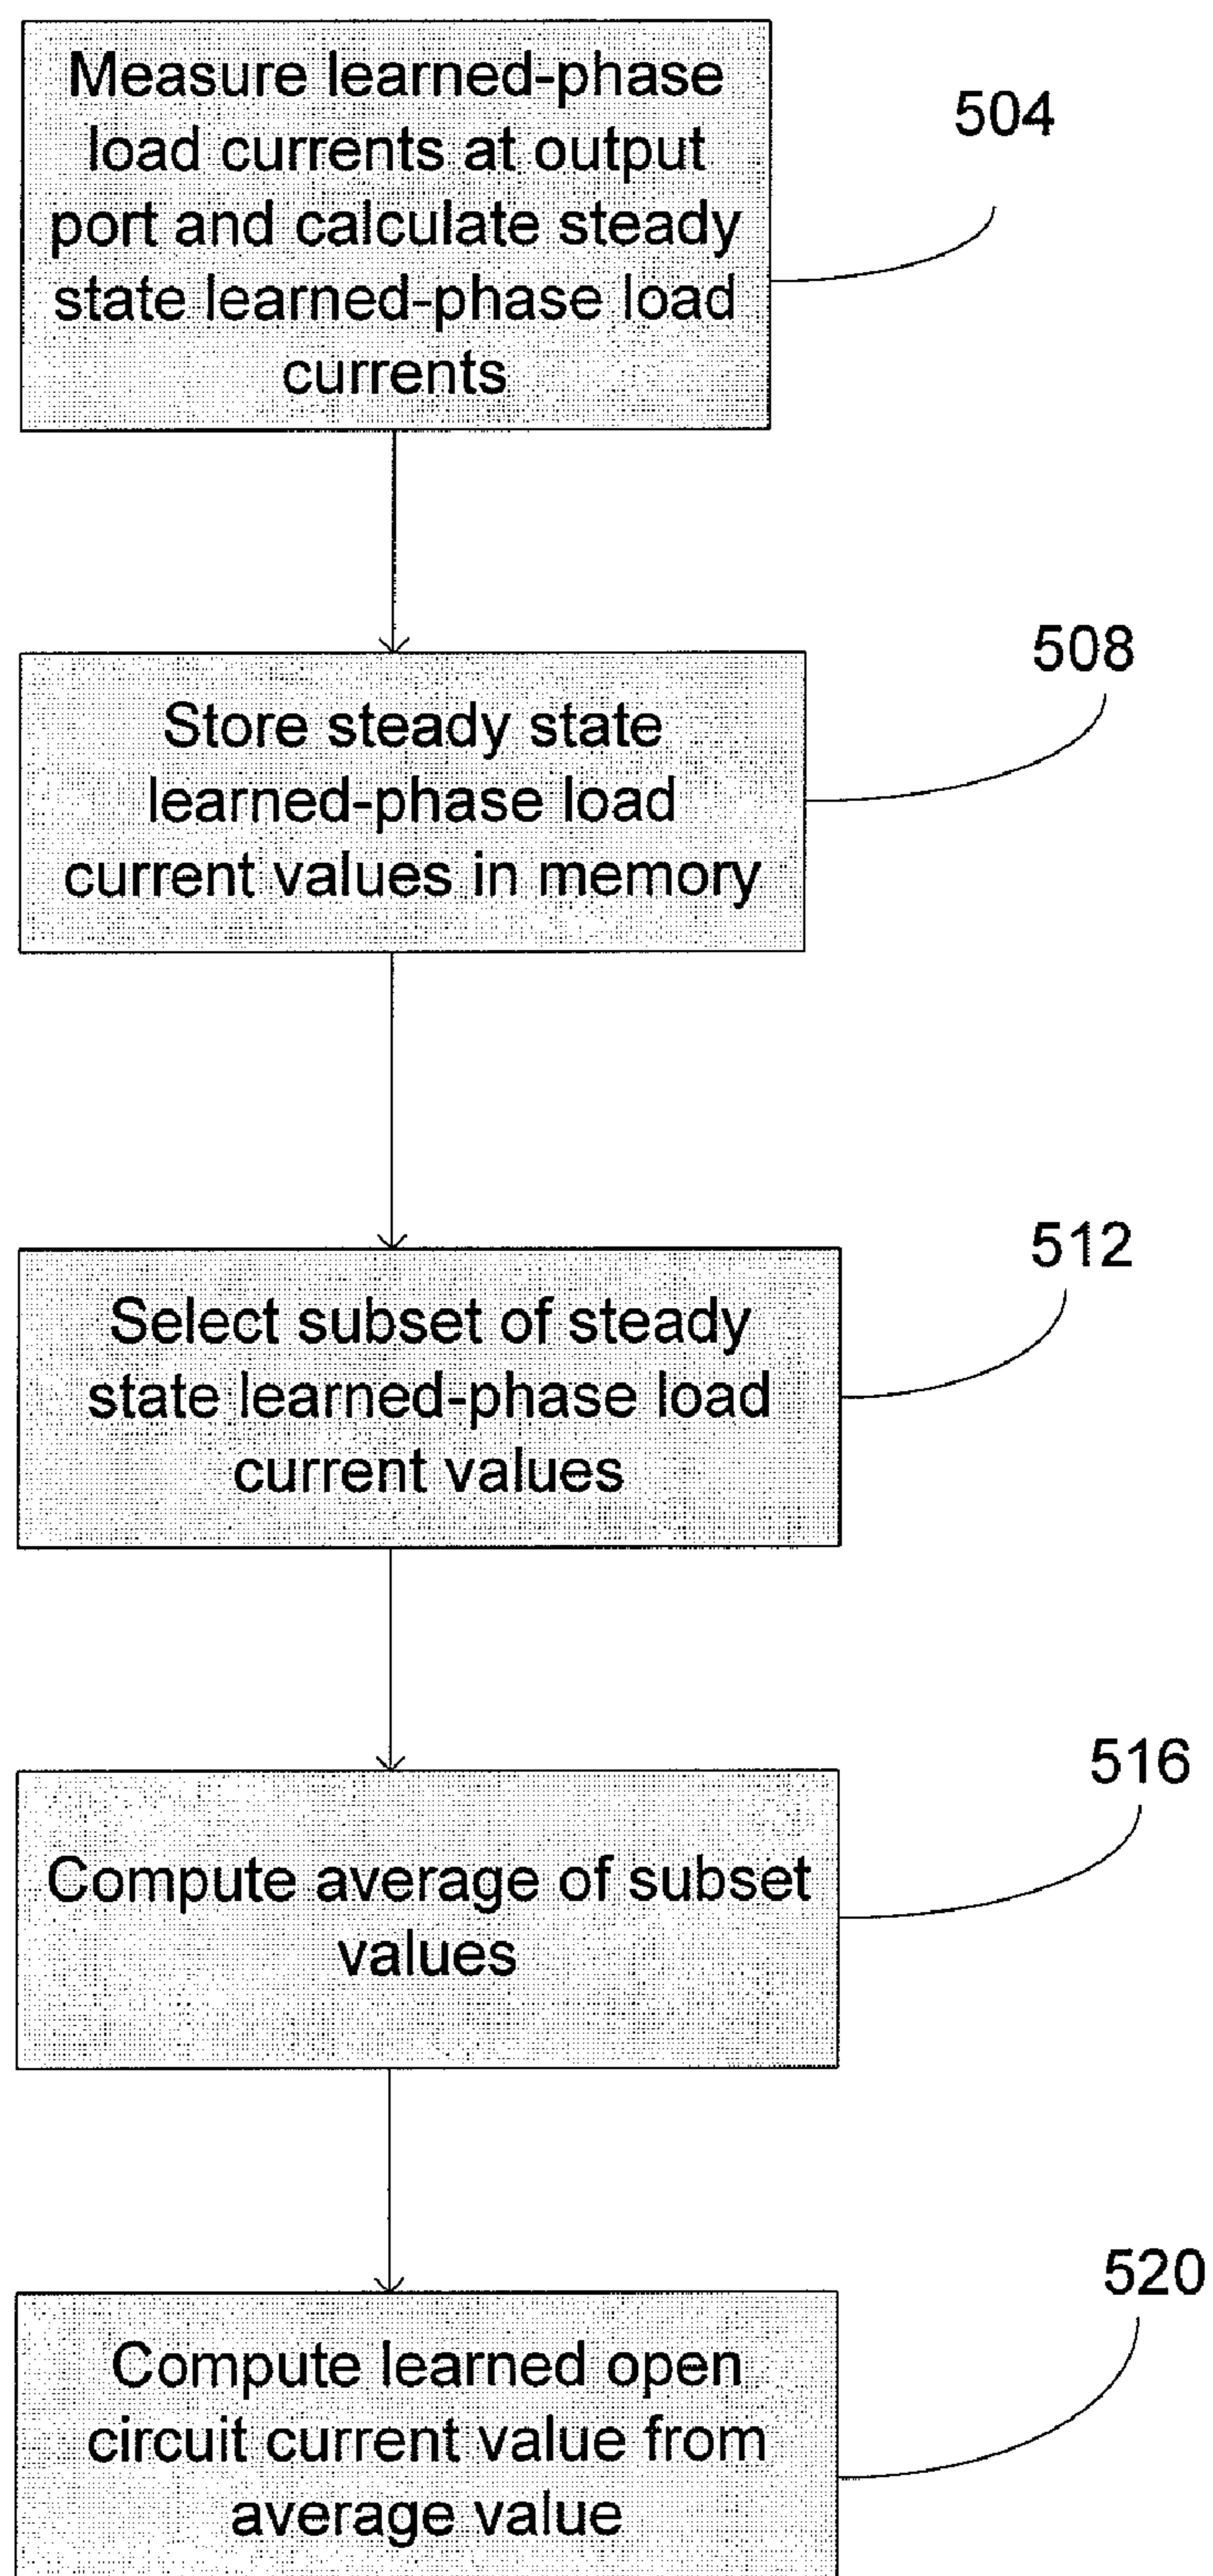 Measure learned-phase
load currents at output
port and calculate steady
state learned-phase load
currents
504
Store steady state
learned-phase load
current values in memory
508
Select subset of steady
state learned-phase load
current values
512
Compute average of subset
values
516
Compute learned open
circuit current value from
average value
520